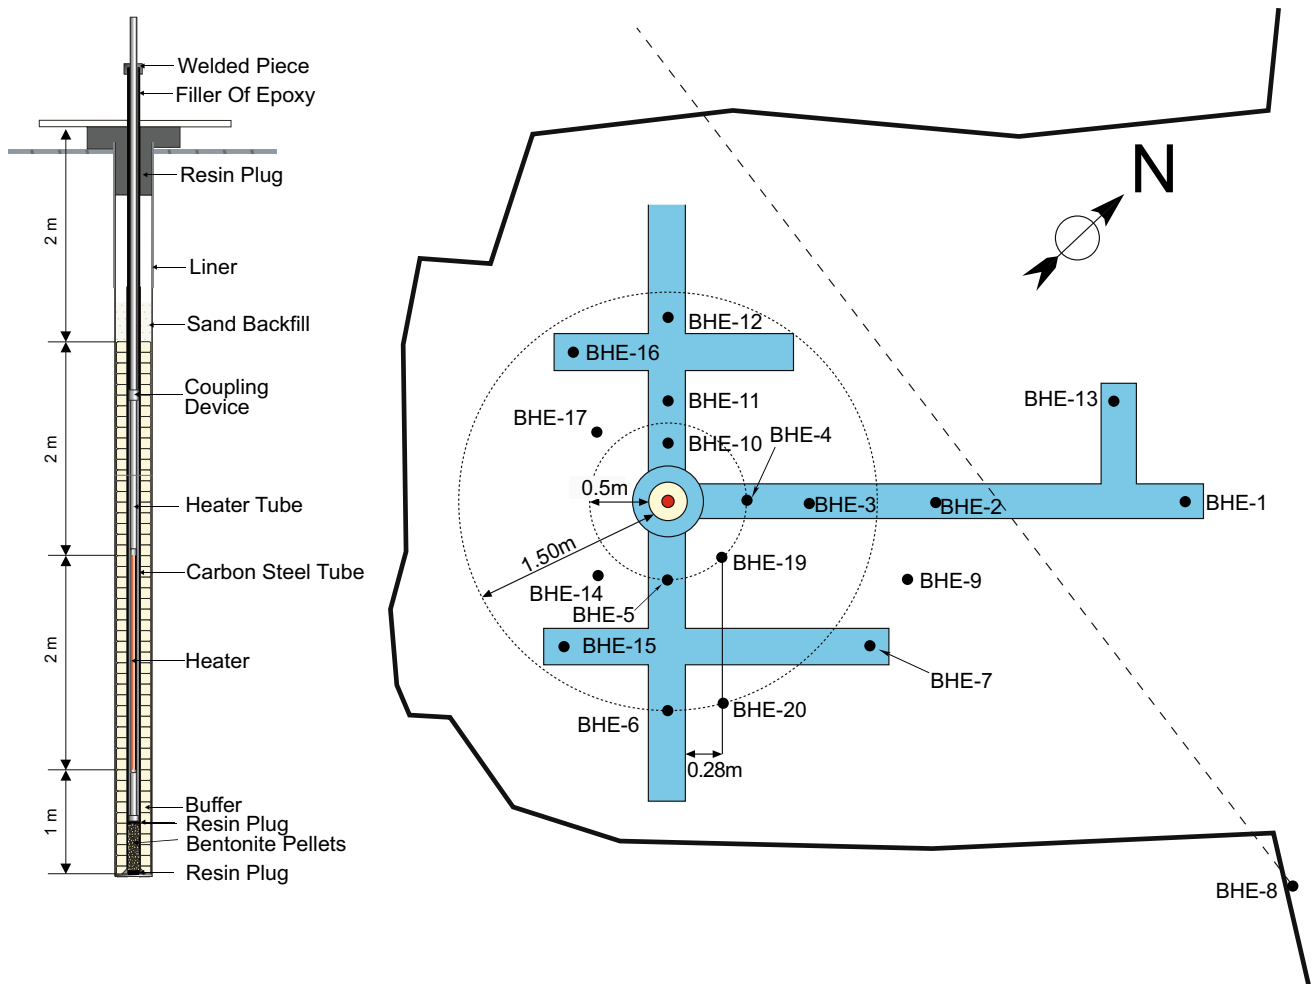 Welded Piece
Filler Of Epoxy
Resin Plug
2 m
Liner
Sand Backfill
Coupling
Device
2 m
Heater Tube
Carbon Steel Tube
2 m
Heater
1 m
Buffer
Resin Plug
Bentonite Pellets
Resin Plug
N
BHE-12
BHE-16
BHE-11
BHE-13
BHE-17
BHE-10
BHE-4
0.5m
BHE-3
BHE-2
BHE-1
1.50m
BHE-19
BHE-9
BHE-14
BHE-5
BHE-15
BHE-7
BHE-6
BHE-20
0.28m
BHE-8